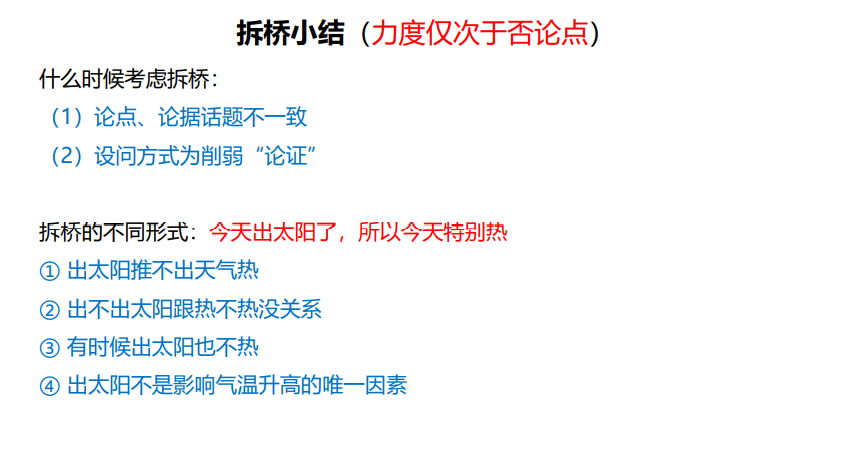 拆桥小结（力度仅次于否论点）
什么时候考虑拆桥：
（1）论点、论据话题不一致
（2）设问方式为削弱“论证”
拆桥的不同形式：今天出太阳了，所以今天特别热
① 出太阳推不出天气热
② 出不出太阳跟热不热没关系
③ 有时候出太阳也不热
④ 出太阳不是影响气温升高的唯一因素